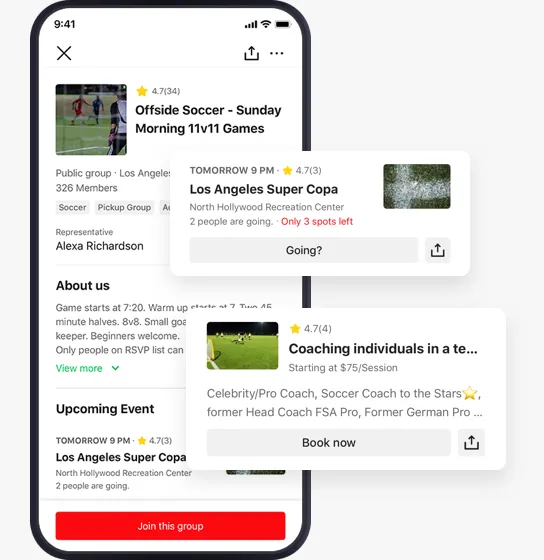 9:41
4.7(34)
Offside Soccer - Sunday
Morning 11v11 Games
Public group · Los Angeles
326 Members
Soccer
Pickup Group
Representative
Alexa Richardson
TOMORROW 9 PM · 4.7(3)
Los Angeles Super Copa
North Hollywood Recreation Center
2 people are going. · Only 3 spots left
Going?
About us
Game starts at 7:20. Warm up starts at 7. Two 45
minute halves. 8v8. Small goa
keeper. Beginners welcome.
Only people on RSVP list can
View more
4.7(4)
Coaching individuals in a te...
Starting at $75/Session
Celebrity/Pro Coach, Soccer Coach to the Stars⭐,
former Head Coach FSA Pro, Former German Pro ...
Book now
Upcoming Event
TOMORROW 9 PM · 4.7(3)
Los Angeles Super Copa
North Hollywood Recreation Center
2 people are going.
Join this group